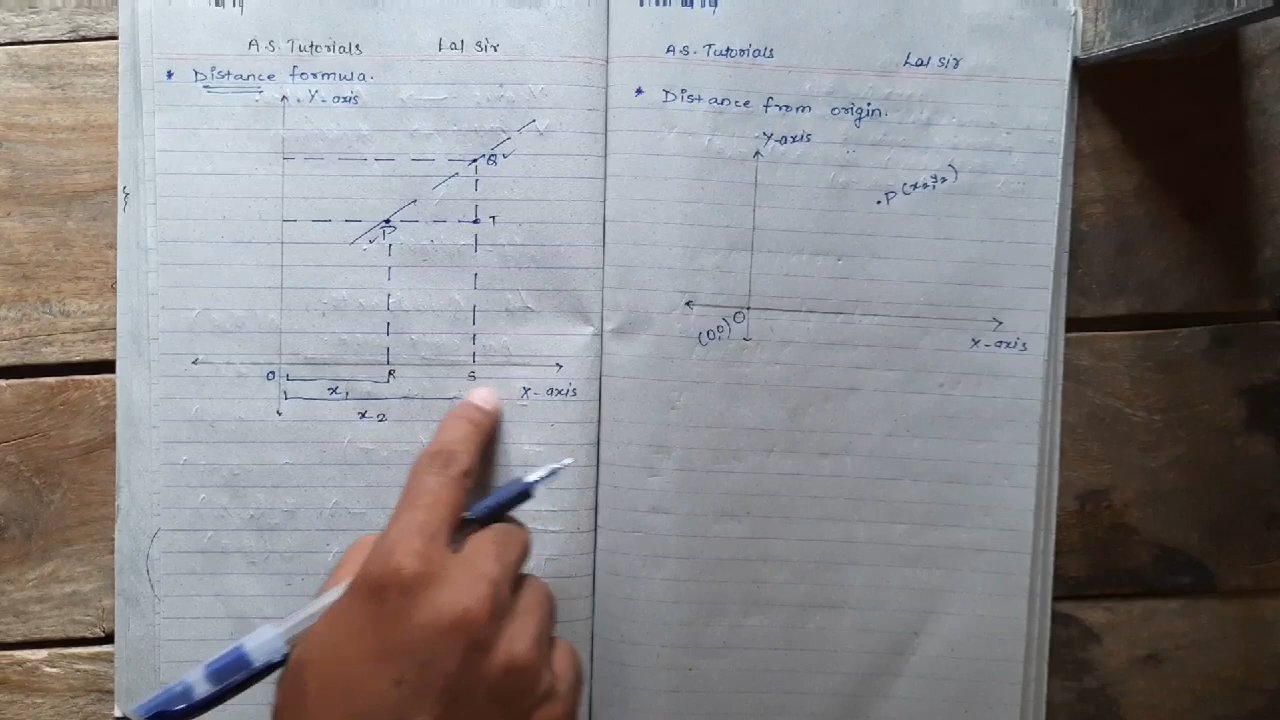 A.S. Tutorials Lal Sir
* Distance formula.
Y-axis
Q
P
T
O R S
x₁
X-axis
x₂
A.S. Tutorials Lal Sir
* Distance from origin.
Y-axis
P(x₂,y₂)
O
(0,0)
X-axis